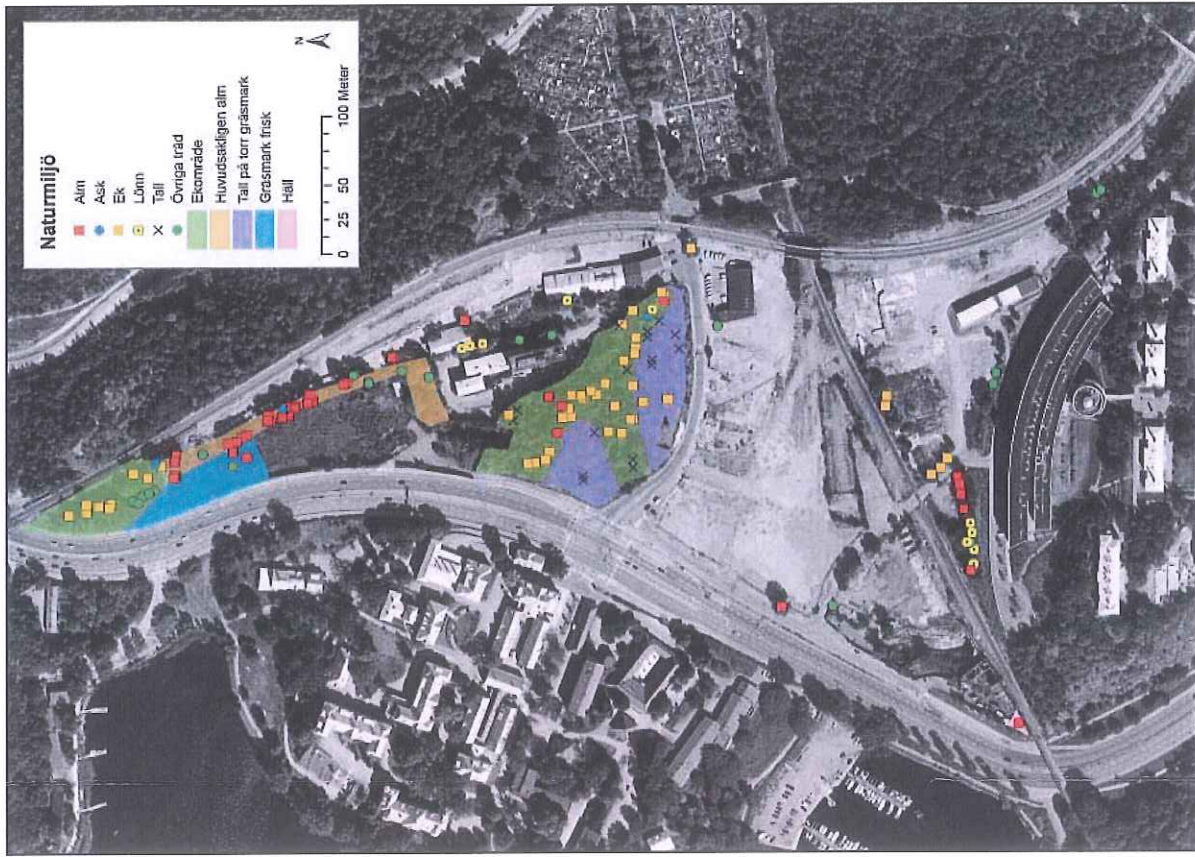 Naturmiljö
Alm
Ask
Ek
Lönn
Tall
Övriga träd
Ekområde
Huvudsakligen alm
Tall på torr gräsmark
Gräsmark frisk
Häll
N
0 25 50 100 Meter